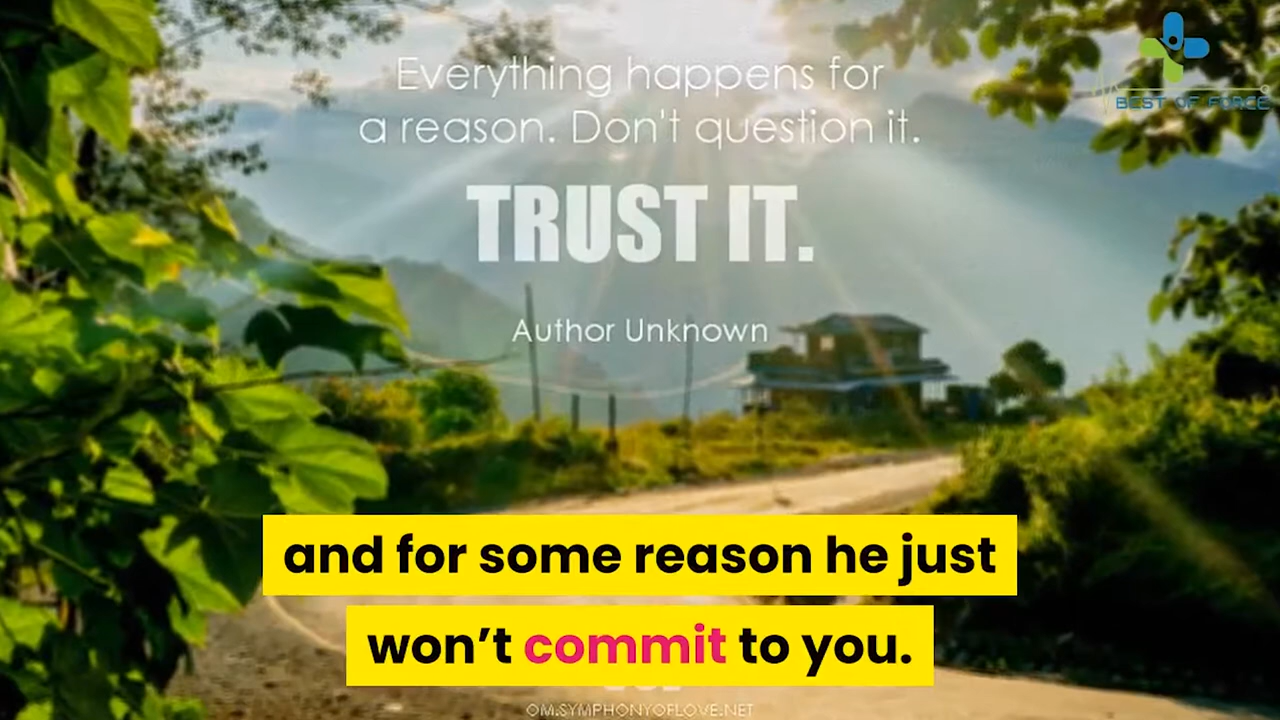 Everything happens for
a reason. Don't question it.
TRUST IT.
Author Unknown
BEST OF FORCE
and for some reason he just
won't commit to you.
OM.SYMPHONYOFLOVE.NET